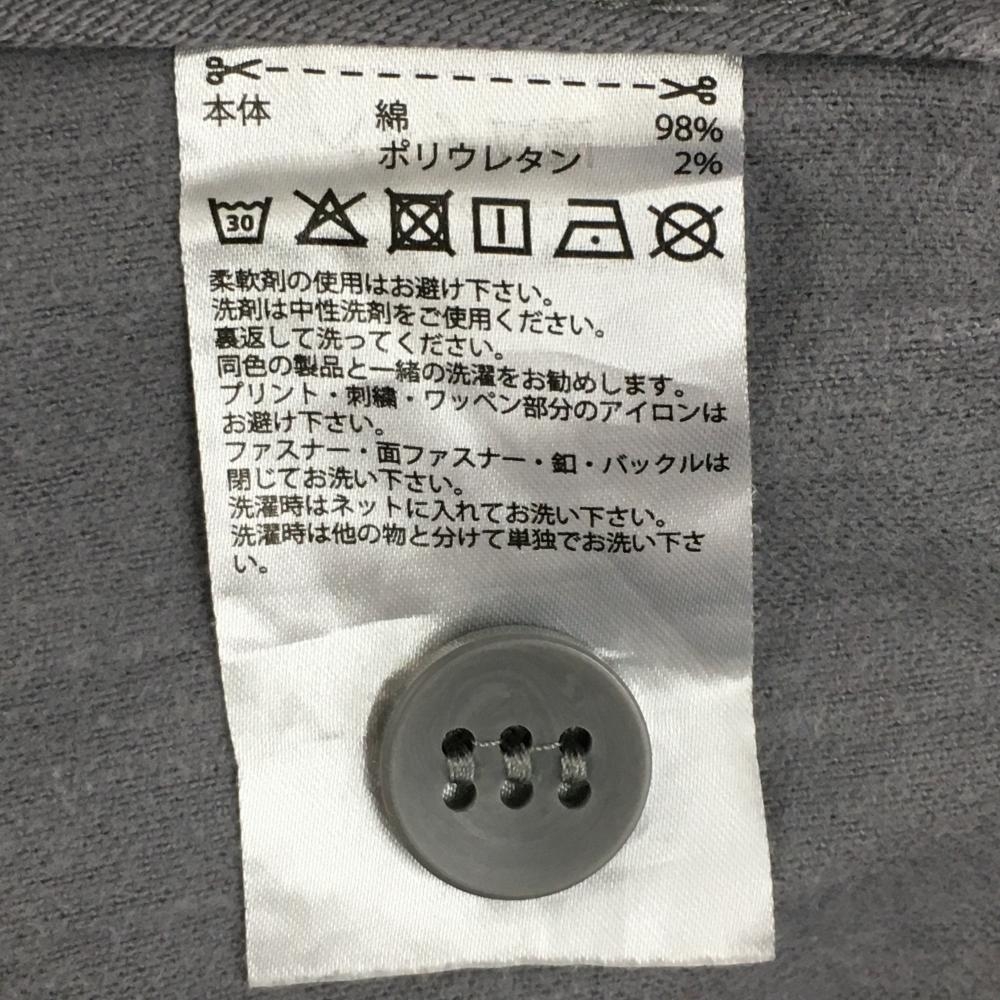 本体 綿 98%
ポリウレタン 2%
30
柔軟剤の使用はお避け下さい。
洗剤は中性洗剤をご使用ください。
裏返して洗ってください。
同色の製品と一緒の洗濯をお勧めします。
プリント・刺繍・ワッペン部分のアイロンは
お避け下さい。
ファスナー・面ファスナー・釦・バックルは
閉じてお洗い下さい。
洗濯時はネットに入れてお洗い下さい。
洗濯時は他の物と分けて単独でお洗い下さ
い。